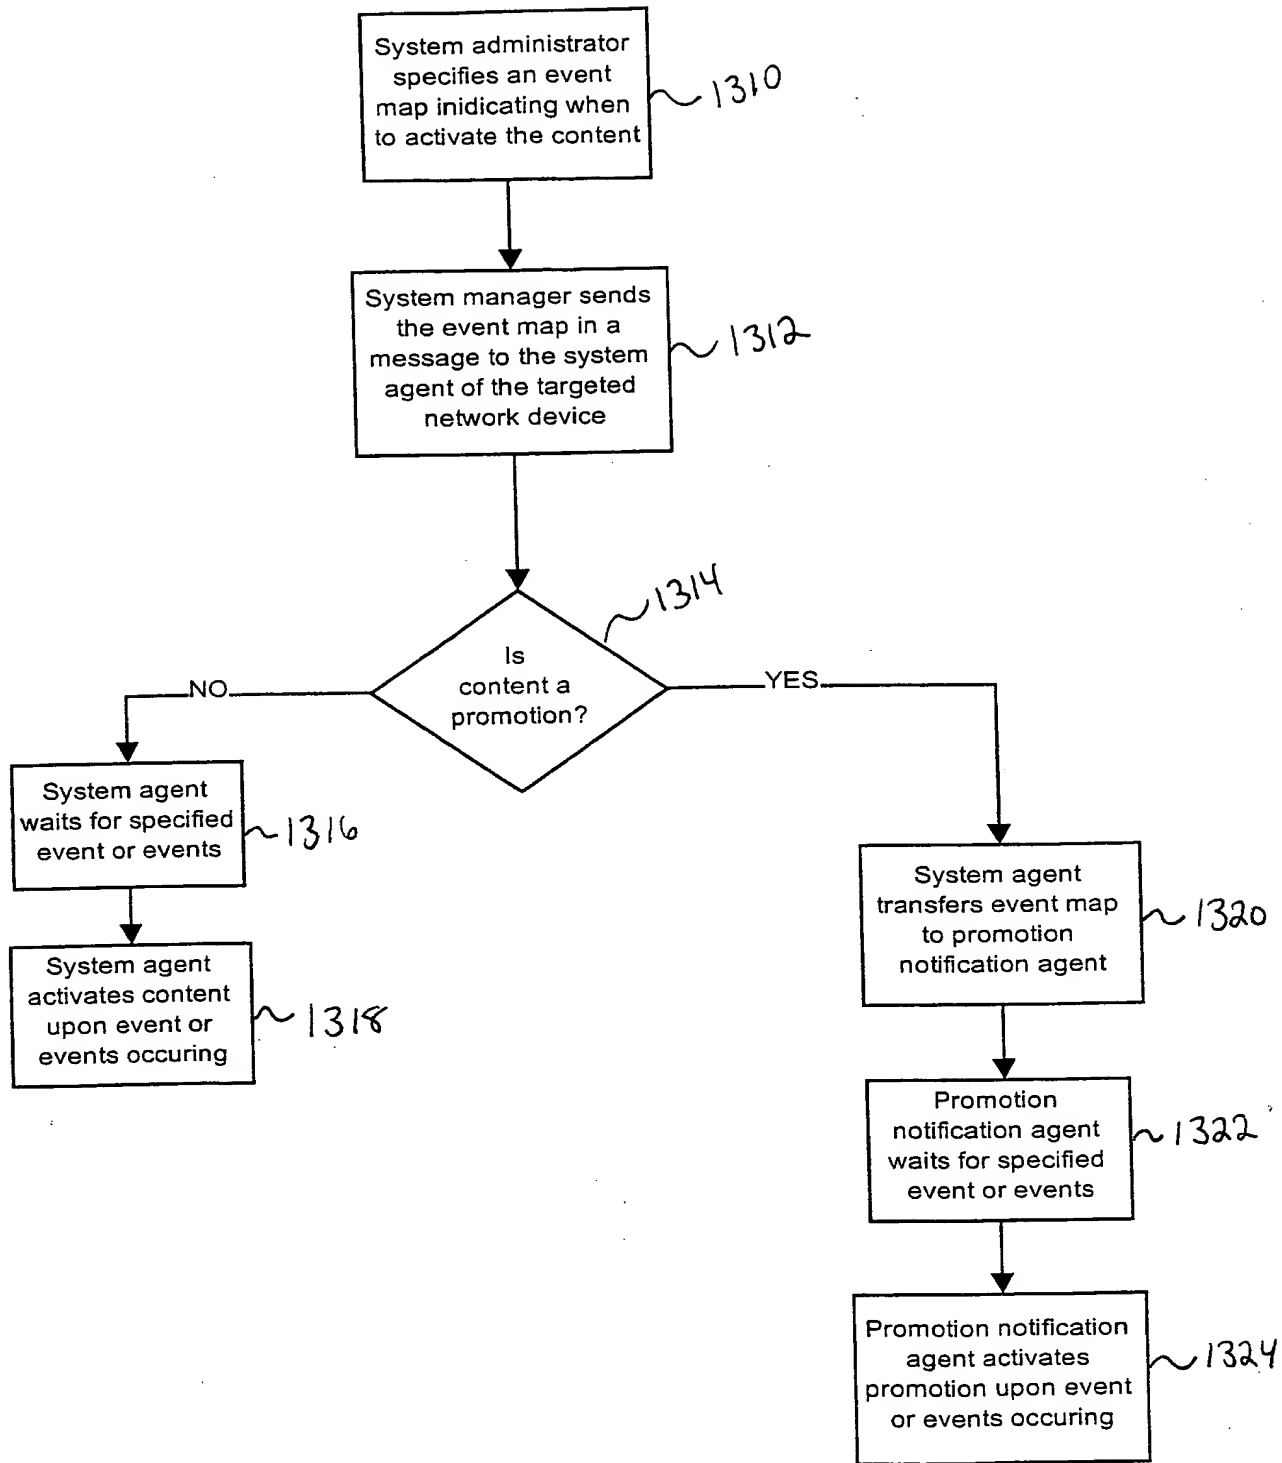 System administrator
specifies an event
map inidicating when
to activate the content
1310
System manager sends
the event map in a
message to the system
agent of the targeted
network device
1312
1314
Is
content a
promotion?
NO
YES
System agent
waits for specified
event or events
1316
System agent
activates content
upon event or
events occuring
1318
System agent
transfers event map
to promotion
notification agent
1320
Promotion
notification agent
waits for specified
event or events
1322
Promotion notification
agent activates
promotion upon event
or events occuring
1324